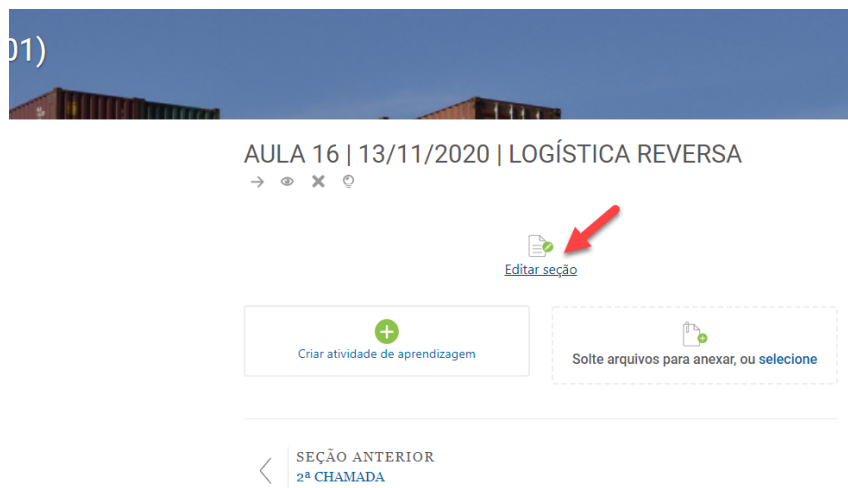 01)
AULA 16 | 13/11/2020 | LOGÍSTICA REVERSA
Editar seção
Criar atividade de aprendizagem
Solte arquivos para anexar, ou selecione
SEÇÃO ANTERIOR
2ª CHAMADA